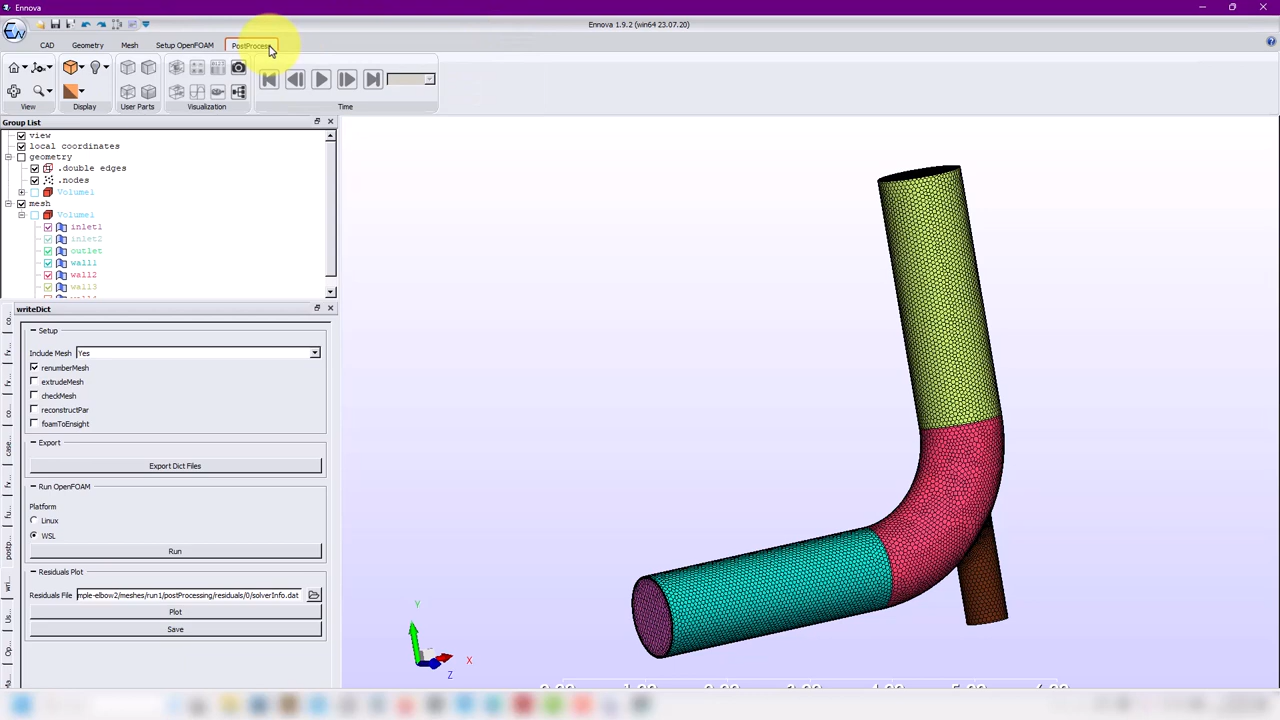 Ennova
Ennova 1.9.2 (win64 23.07.20)
CAD Geometry Mesh Setup OpenFOAM PostProcess
View Display User Parts Visualization Time
Group List
view
local coordinates
geometry
.double edges
.nodes
Volume1
mesh
Volume1
inlet1
inlet2
outlet
wall1
wall2
wall3
writeDict
Setup
Include Mesh Yes
renumberMesh
extrudeMesh
checkMesh
reconstructPar
foamToEnsight
Export
Export Dict Files
Run OpenFOAM
Platform
Linux
WSL
Run
Residuals Plot
Residuals File mple-elbow2/meshes/run1/postProcessing/residuals/0/solverInfo.dat
Plot
Save
Y
X
Z